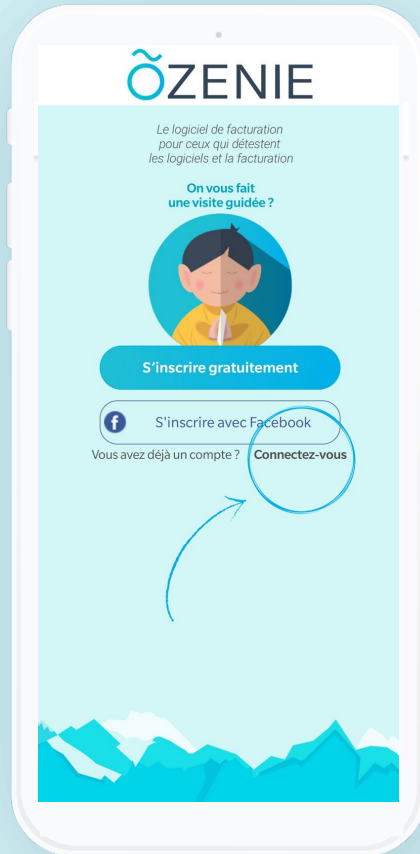 ÕZENIE
Le logiciel de facturation
pour ceux qui détestent
les logiciels et la facturation
On vous fait
une visite guidée ?
S'inscrire gratuitement
f S'inscrire avec Facebook
Vous avez déjà un compte ? Connectez-vous